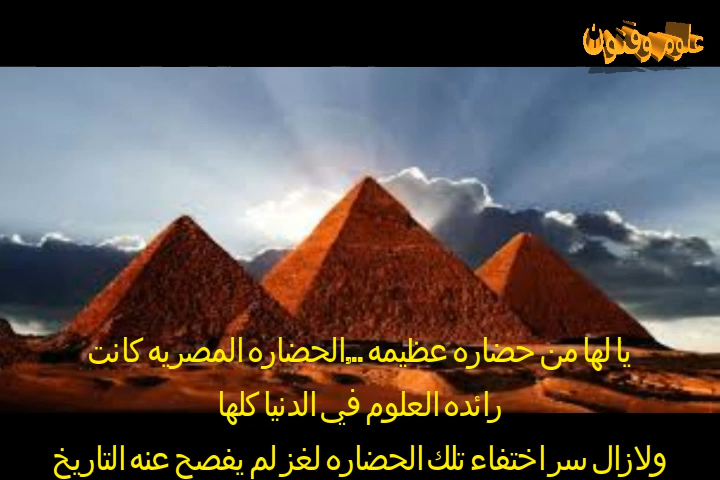 علوم وفنون
يا لها من حضاره عظيمه ...الحضاره المصريه كانت
رائده العلوم في الدنيا كلها
ولازال سر اختفاء تلك الحضاره لغز لم يفصح عنه التاريخ